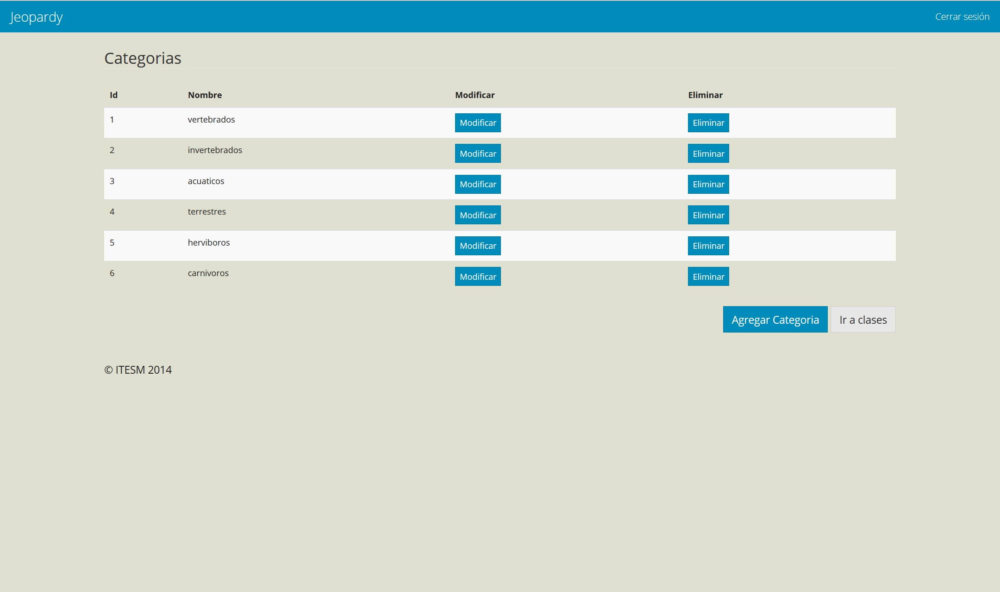 Jeopardy Cerrar sesión
Categorias
Id Nombre Modificar Eliminar
1 vertebrados Modificar Eliminar
2 invertebrados Modificar Eliminar
3 acuaticos Modificar Eliminar
4 terrestres Modificar Eliminar
5 herviboros Modificar Eliminar
6 carnivoros Modificar Eliminar
Agregar Categoria Ir a clases
© ITESM 2014